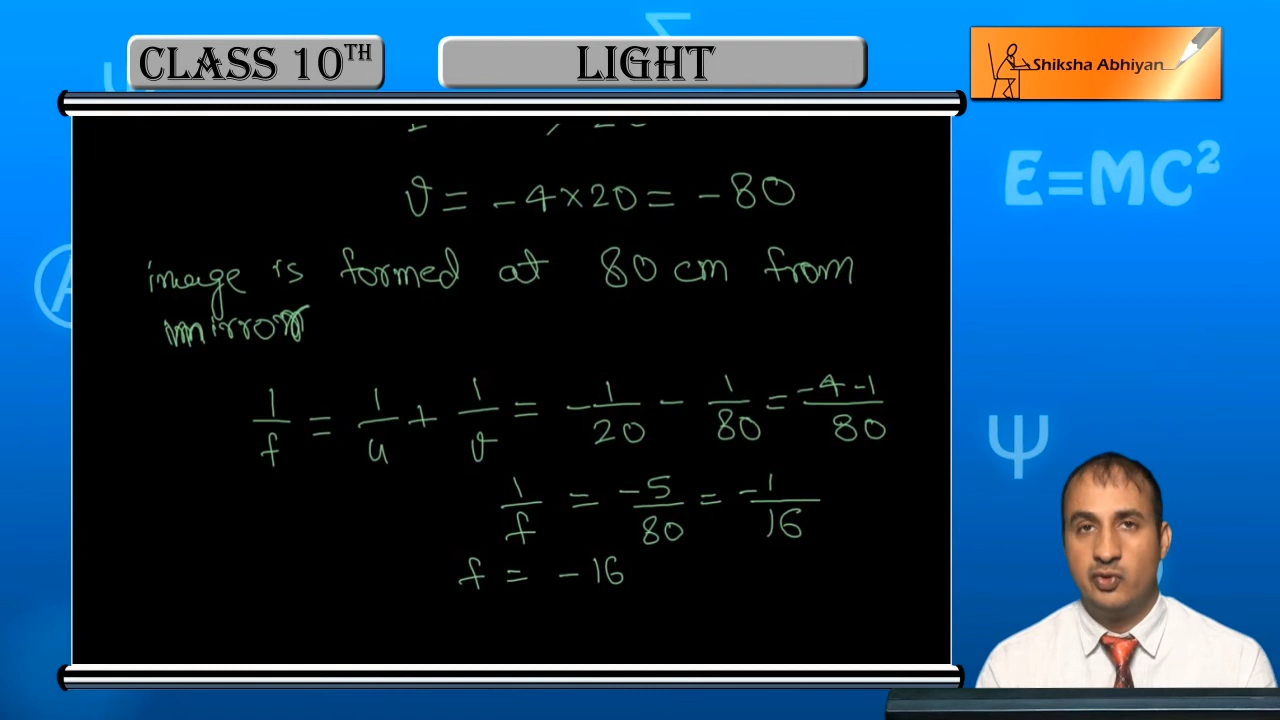 CLASS 10TH
LIGHT
Shiksha Abhiyan
E=MC²
ϑ = -4×20 = -80
image is formed at 80 cm from
mirror
1/f = 1/u + 1/ϑ = -1/20 - 1/80 = -4-1/80
1/f = -5/80 = -1/16
f = -16
Ψ